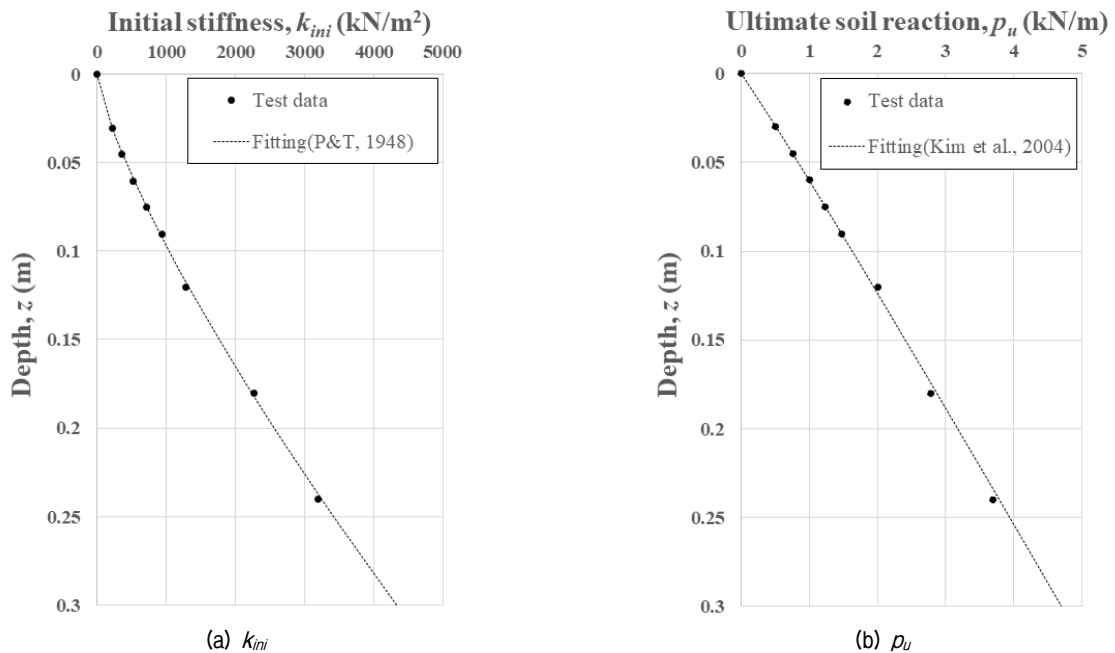 Initial stiffness, kini (kN/m2)
0 1000 2000 3000 4000 5000
0
0.05
0.1
0.15
0.2
0.25
0.3
Depth, z (m)
Test data
Fitting(P&T, 1948)
(a) kini
Ultimate soil reaction, pu (kN/m)
0 1 2 3 4 5
0
0.05
0.1
0.15
0.2
0.25
0.3
Depth, z (m)
Test data
Fitting(Kim et al., 2004)
(b) pu